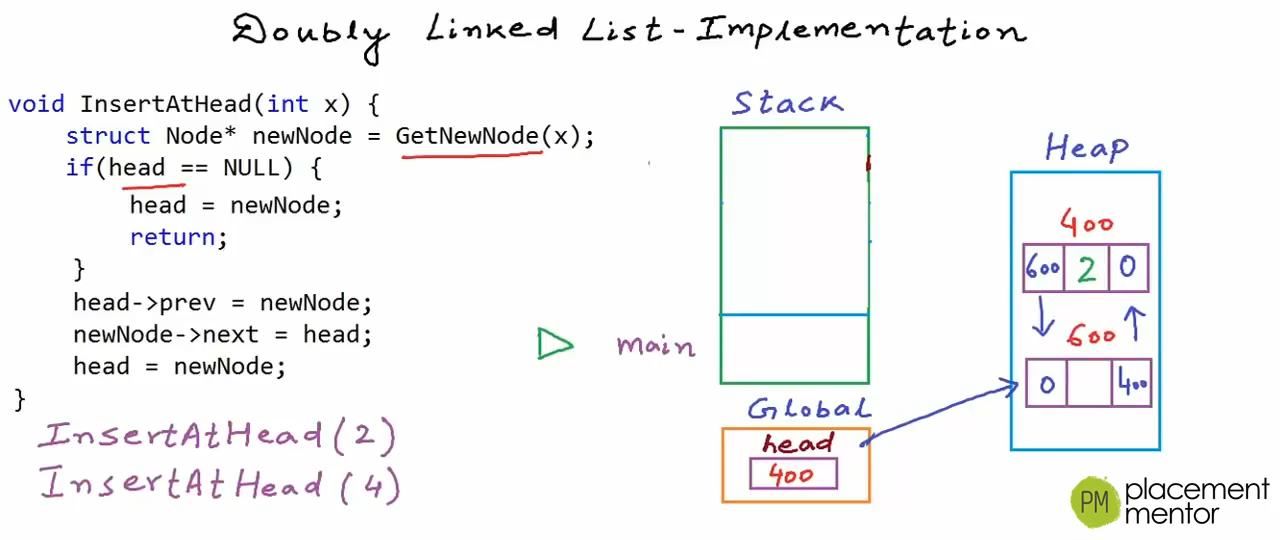 Doubly Linked List - Implementation
void InsertAtHead(int x) {
struct Node* newNode = GetNewNode(x);
if(head == NULL) {
head = newNode;
return;
}
head->prev = newNode;
newNode->next = head;
head = newNode;
}
InsertAtHead(2)
InsertAtHead(4)
Stack
main
Global
head
400
Heap
400
600 2 0
600
0 400
PM placement
mentor